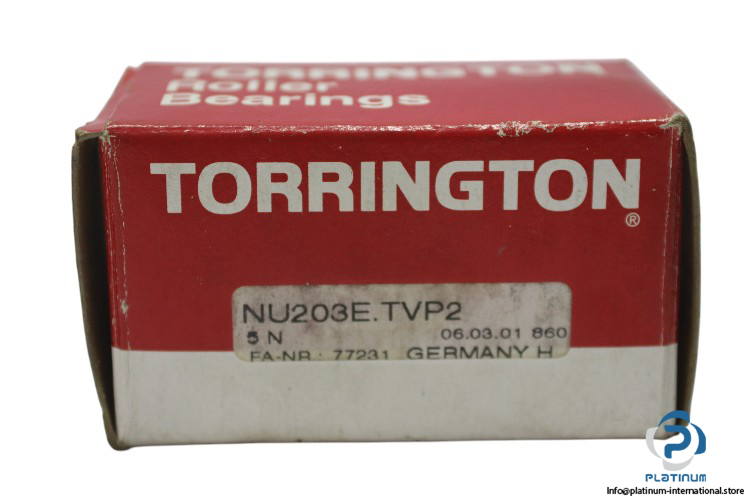 TORRINGTON
Roller
Bearings
TORRINGTON
®
NU203E.TVP2
5 N 06.03.01 860
FA-NR.: 77231 GERMANY H
PLATINUM
Info@platinum-international.store